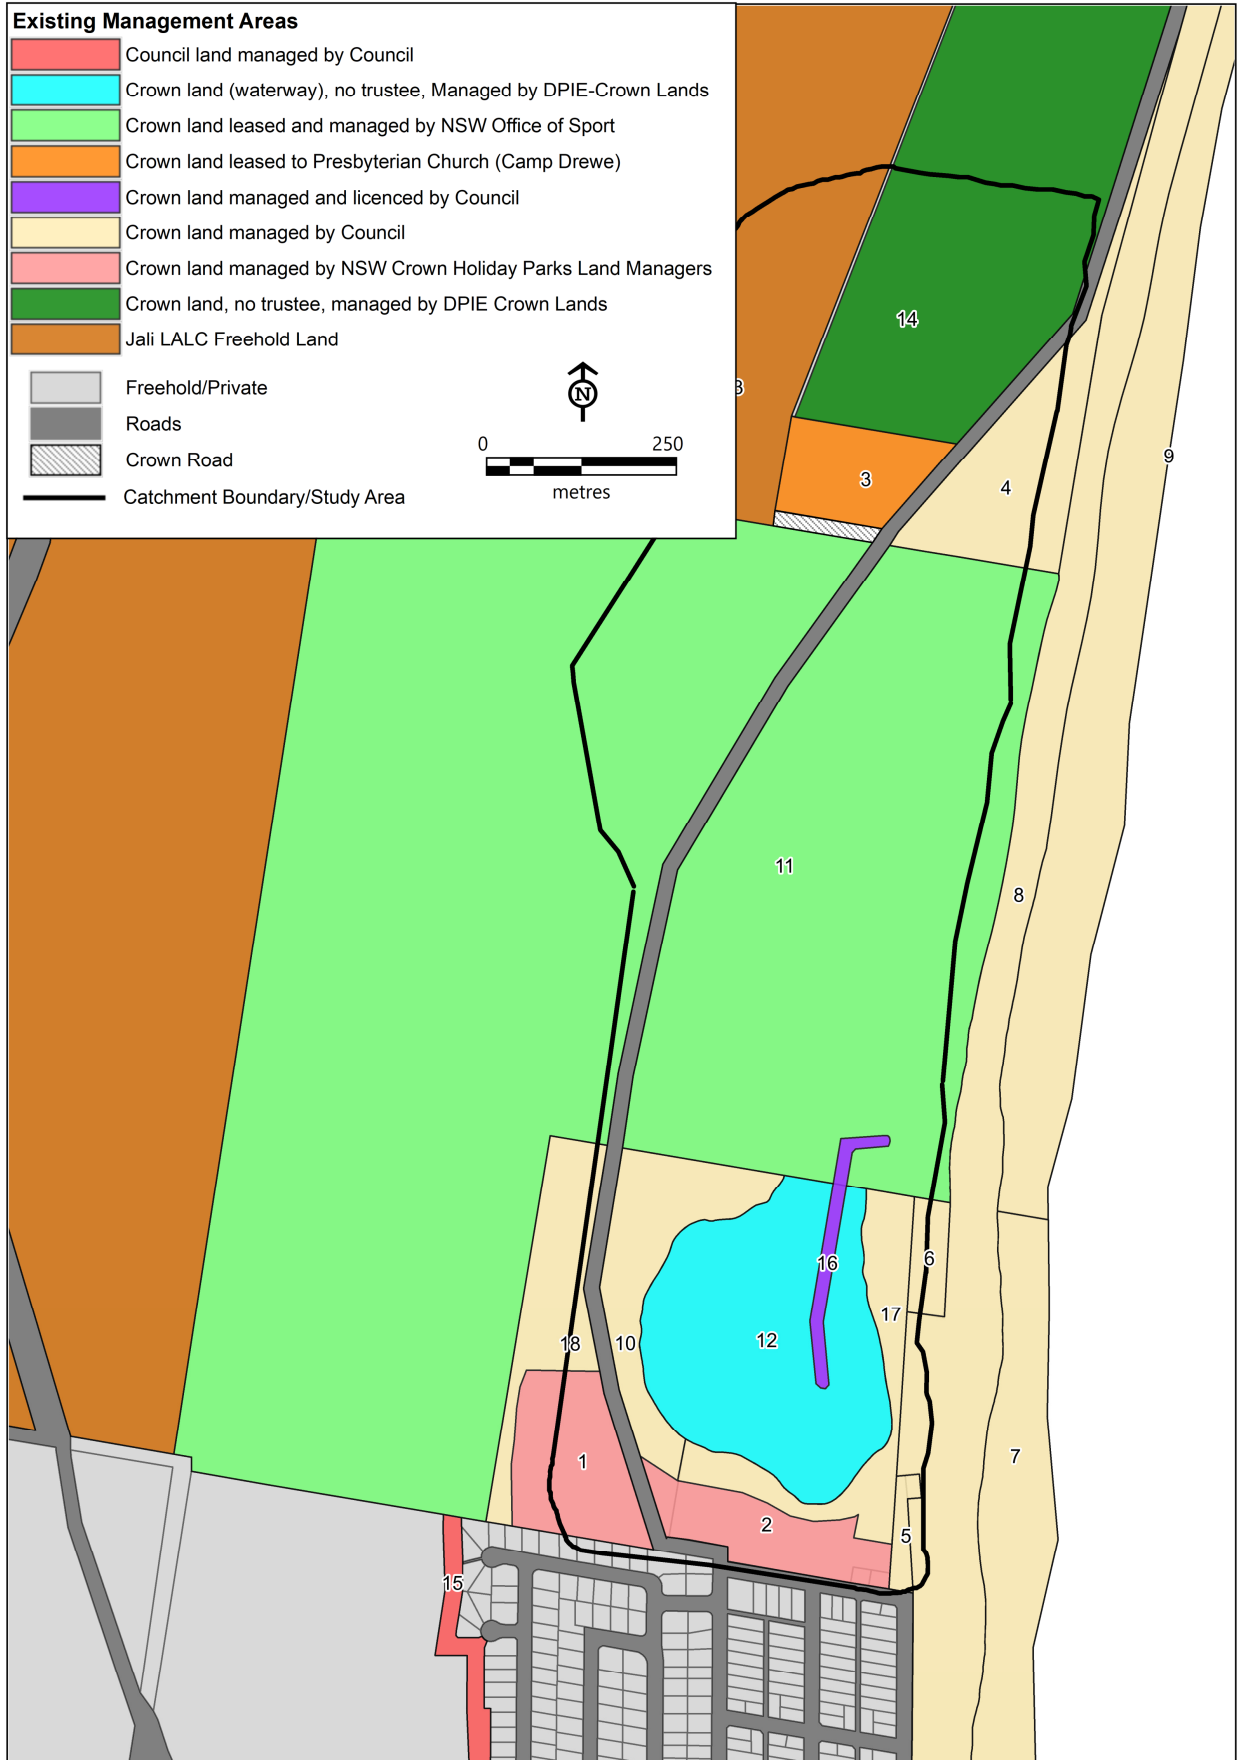 Existing Management Areas
Council land managed by Council
Crown land (waterway), no trustee, Managed by DPIE-Crown Lands
Crown land leased and managed by NSW Office of Sport
Crown land leased to Presbyterian Church (Camp Drewe)
Crown land managed and licenced by Council
Crown land managed by Council
Crown land managed by NSW Crown Holiday Parks Land Managers
Crown land, no trustee, managed by DPIE Crown Lands
Jali LALC Freehold Land
Freehold/Private
Roads
Crown Road
Catchment Boundary/Study Area
N
0 250
metres
14
9
3
4
11
8
6
16
17
12
10
18
1
7
2
5
15